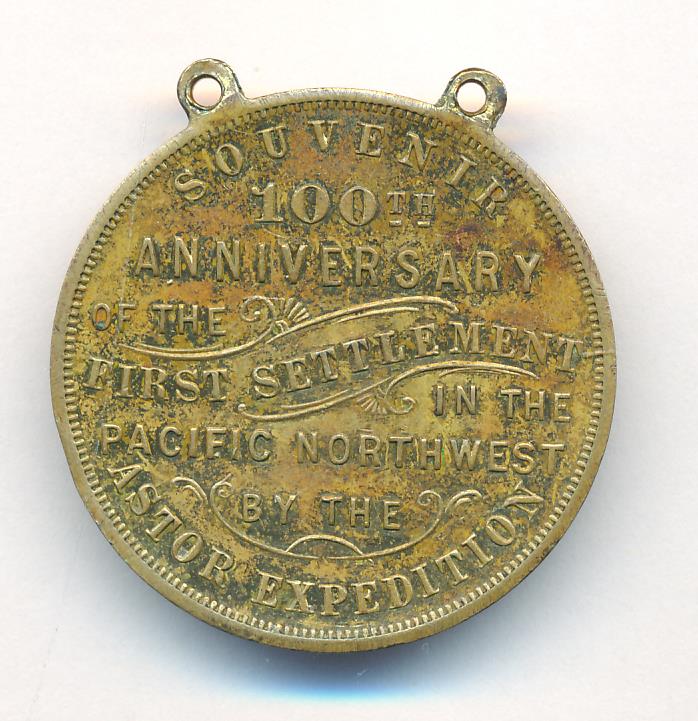 SOUVENIR
100TH
ANNIVERSARY
OF THE
FIRST SETTLEMENT
IN THE
PACIFIC NORTHWEST
BY THE
ASTOR EXPEDITION